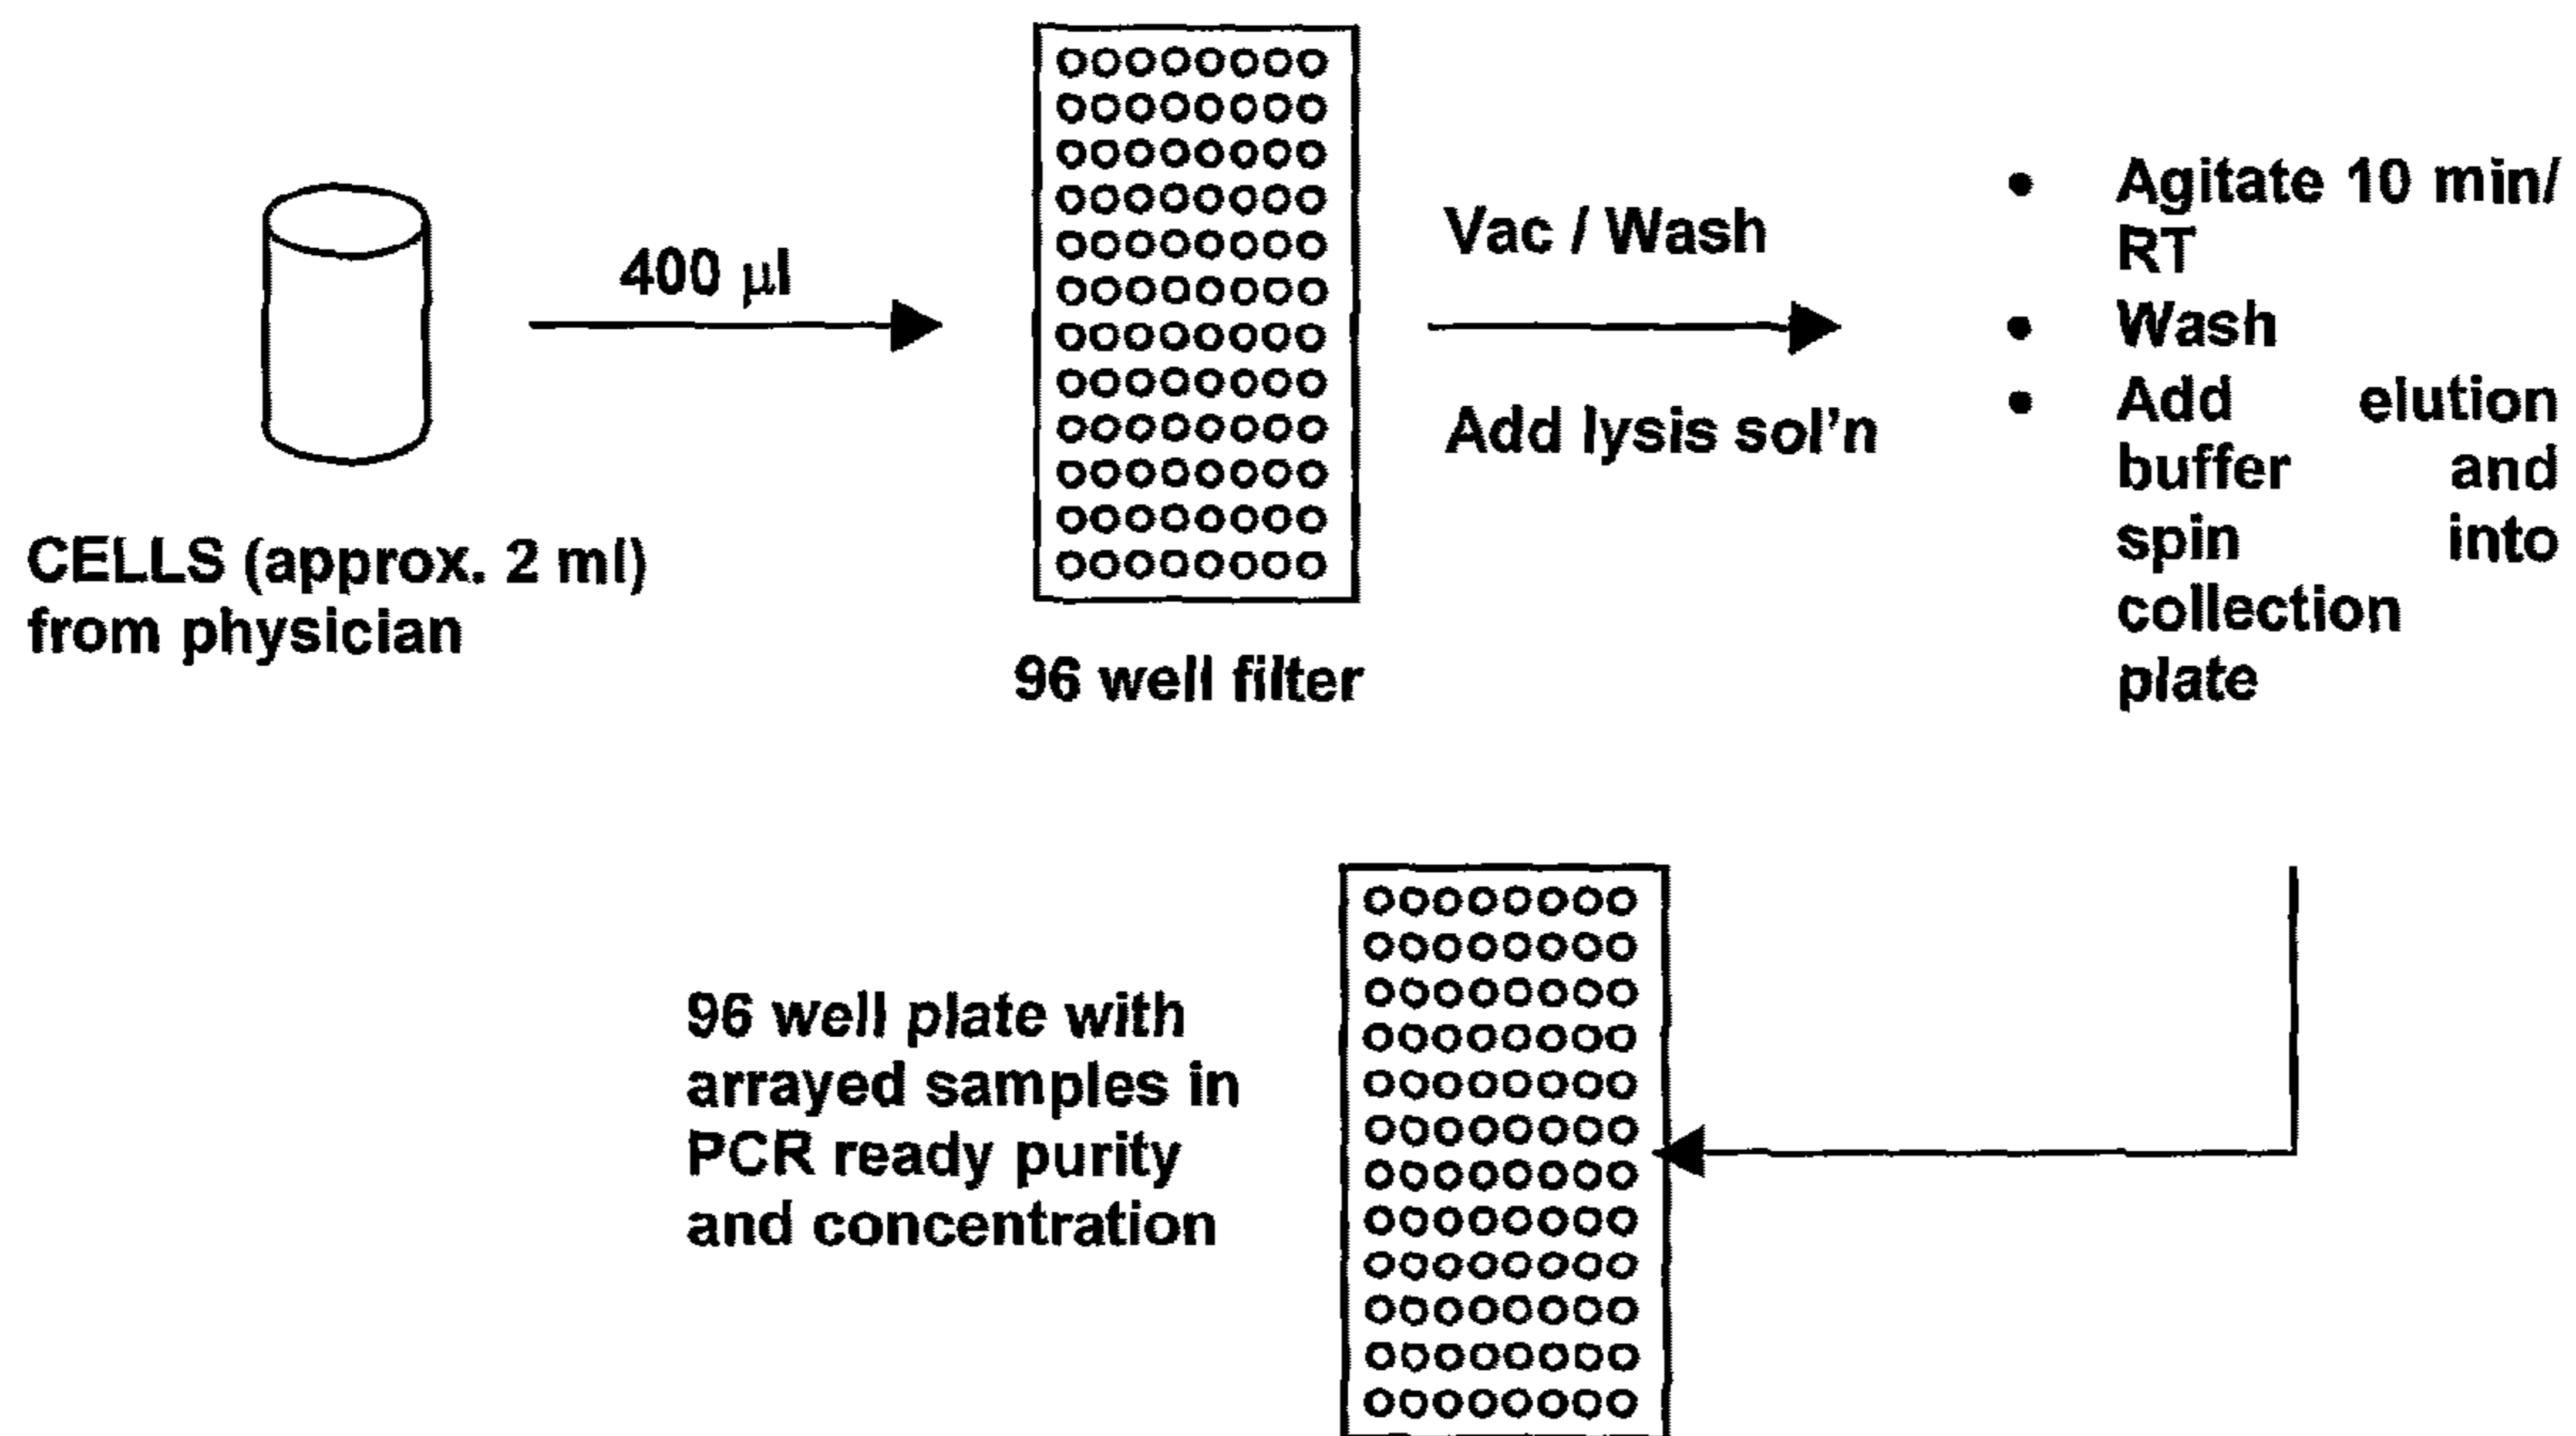 400 µl
CELLS (approx. 2 ml)
from physician
96 well filter
Vac / Wash
Add lysis sol'n
• Agitate 10 min/
RT
• Wash
• Add elution
buffer and
spin into
collection
plate
96 well plate with
arrayed samples in
PCR ready purity
and concentration